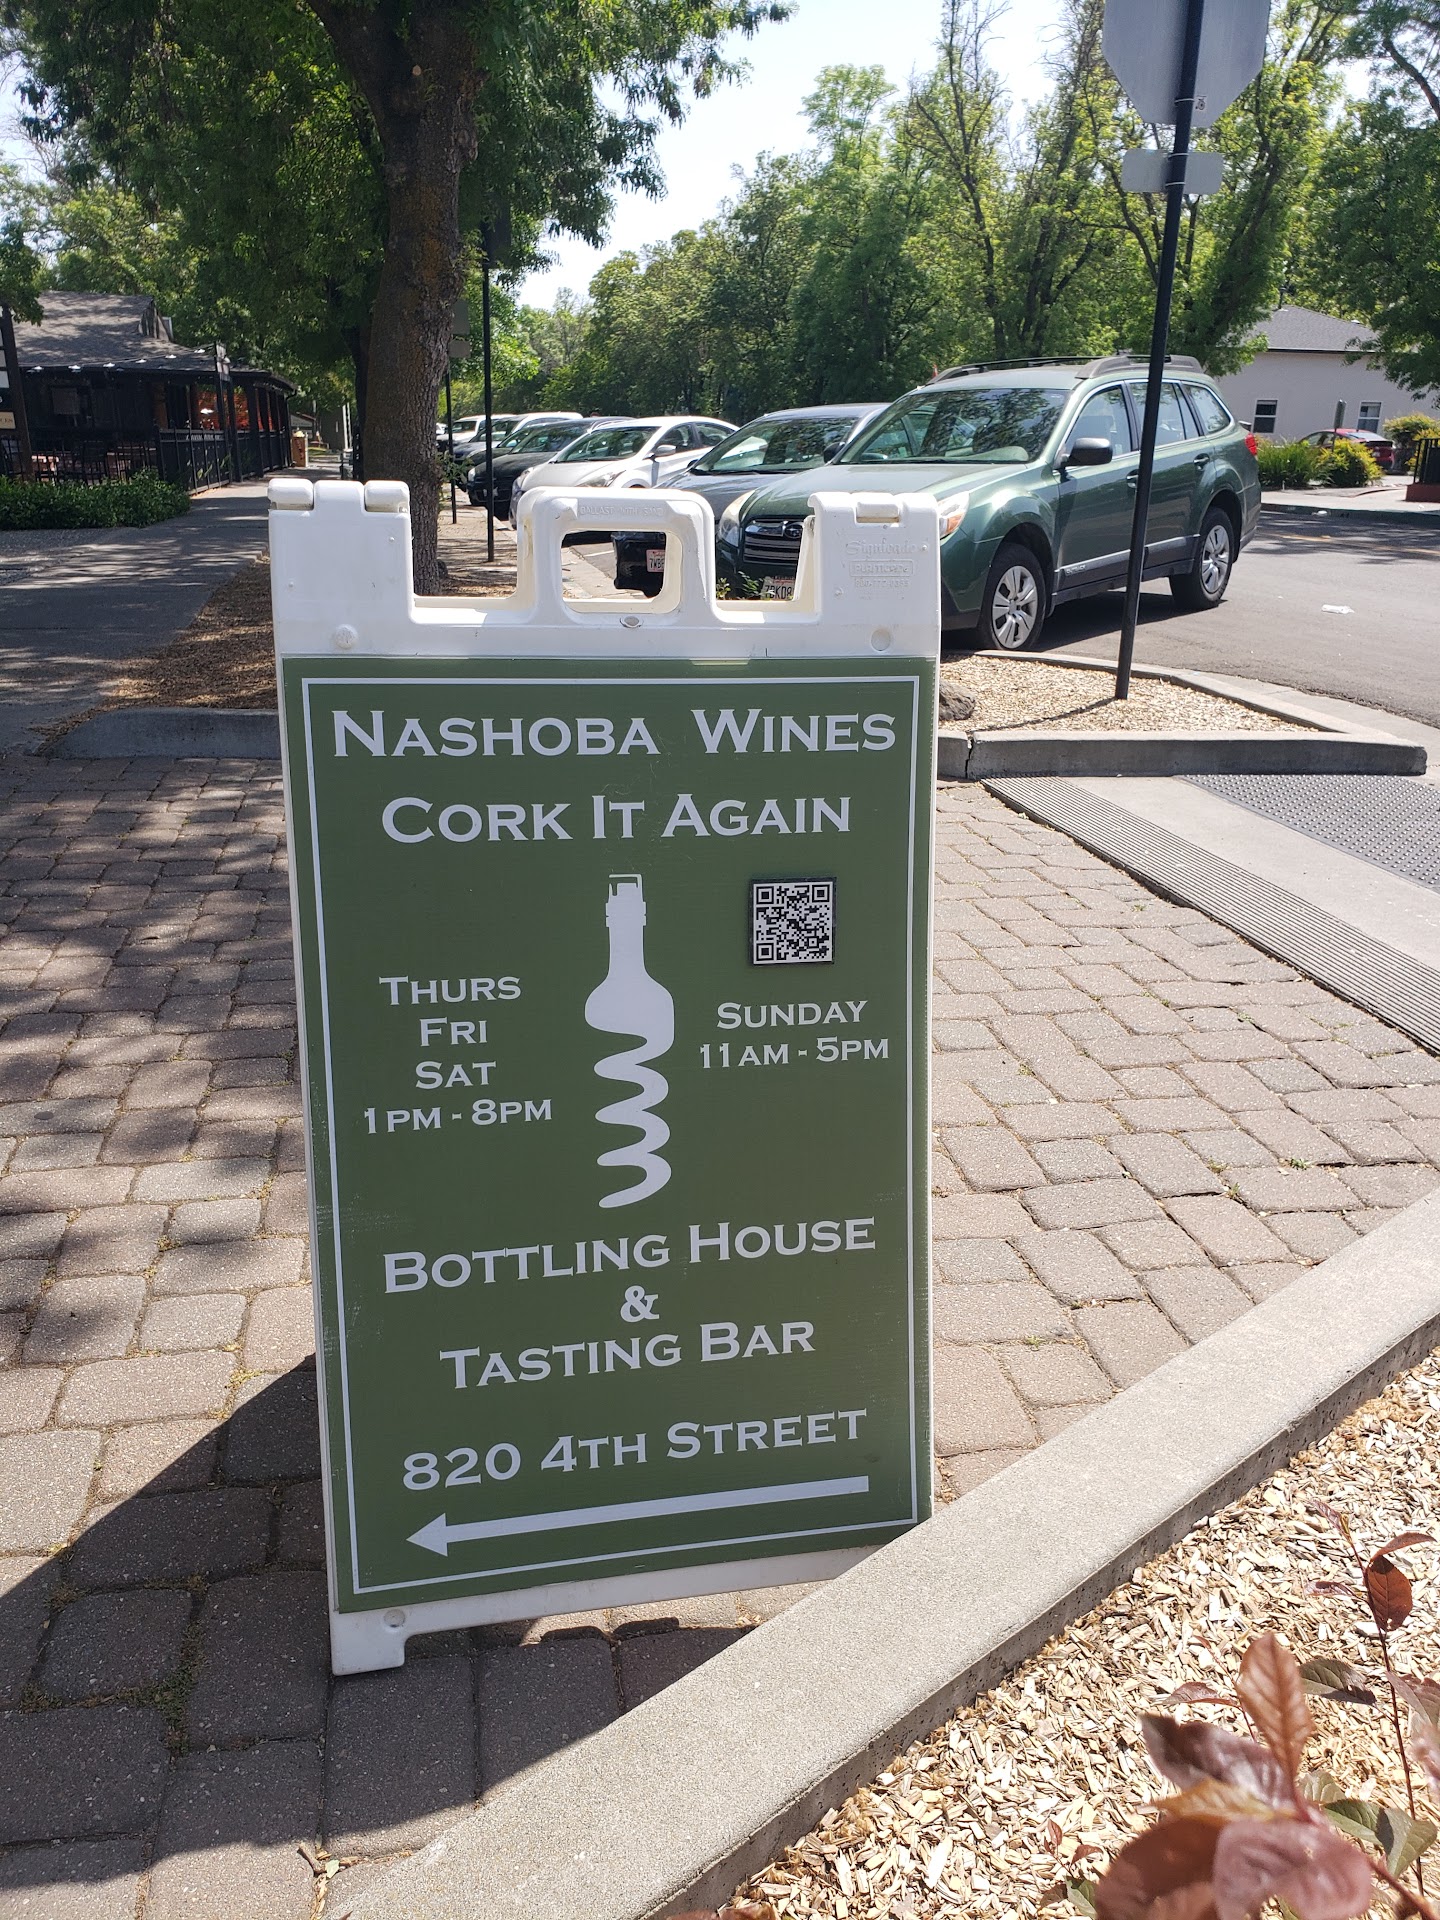 NASHOBA WINES
CORK IT AGAIN
THURS
FRI
SAT
1PM - 8PM
SUNDAY
11AM - 5PM
BOTTLING HOUSE
&
TASTING BAR
820 4TH STREET
Signicade